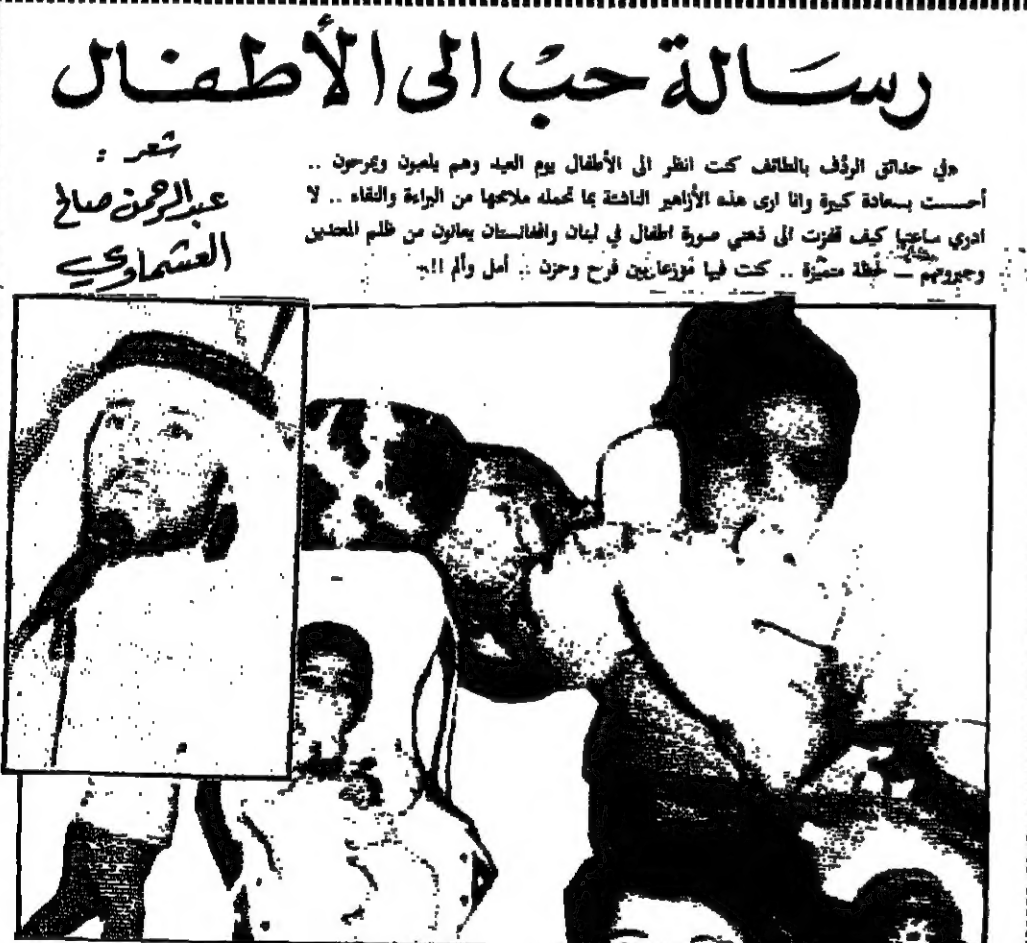 رسالة حب الى الأطفال
شعر :
عبدالرحمن صالح
العشماوي
«في حدائق الردّف بالطائف كنت انظر الى الأطفال يوم العيد وهم يلعبون ويمرحون ..
أحسست بسعادة كبيرة وانا ارى هذه الأزاهير الناشئة بما تحمله ملامحها من البراءة والنقاء .. لا
ادري ساعتها كيف قفزت الى ذهني صورة اطفال في لبنان وافغانستان يعانون من ظلم المعتدين
وجبروتهم — لحظة متميّزة .. كنت فيها موزعا بين فرح وحزن .. أمل وألم !!»